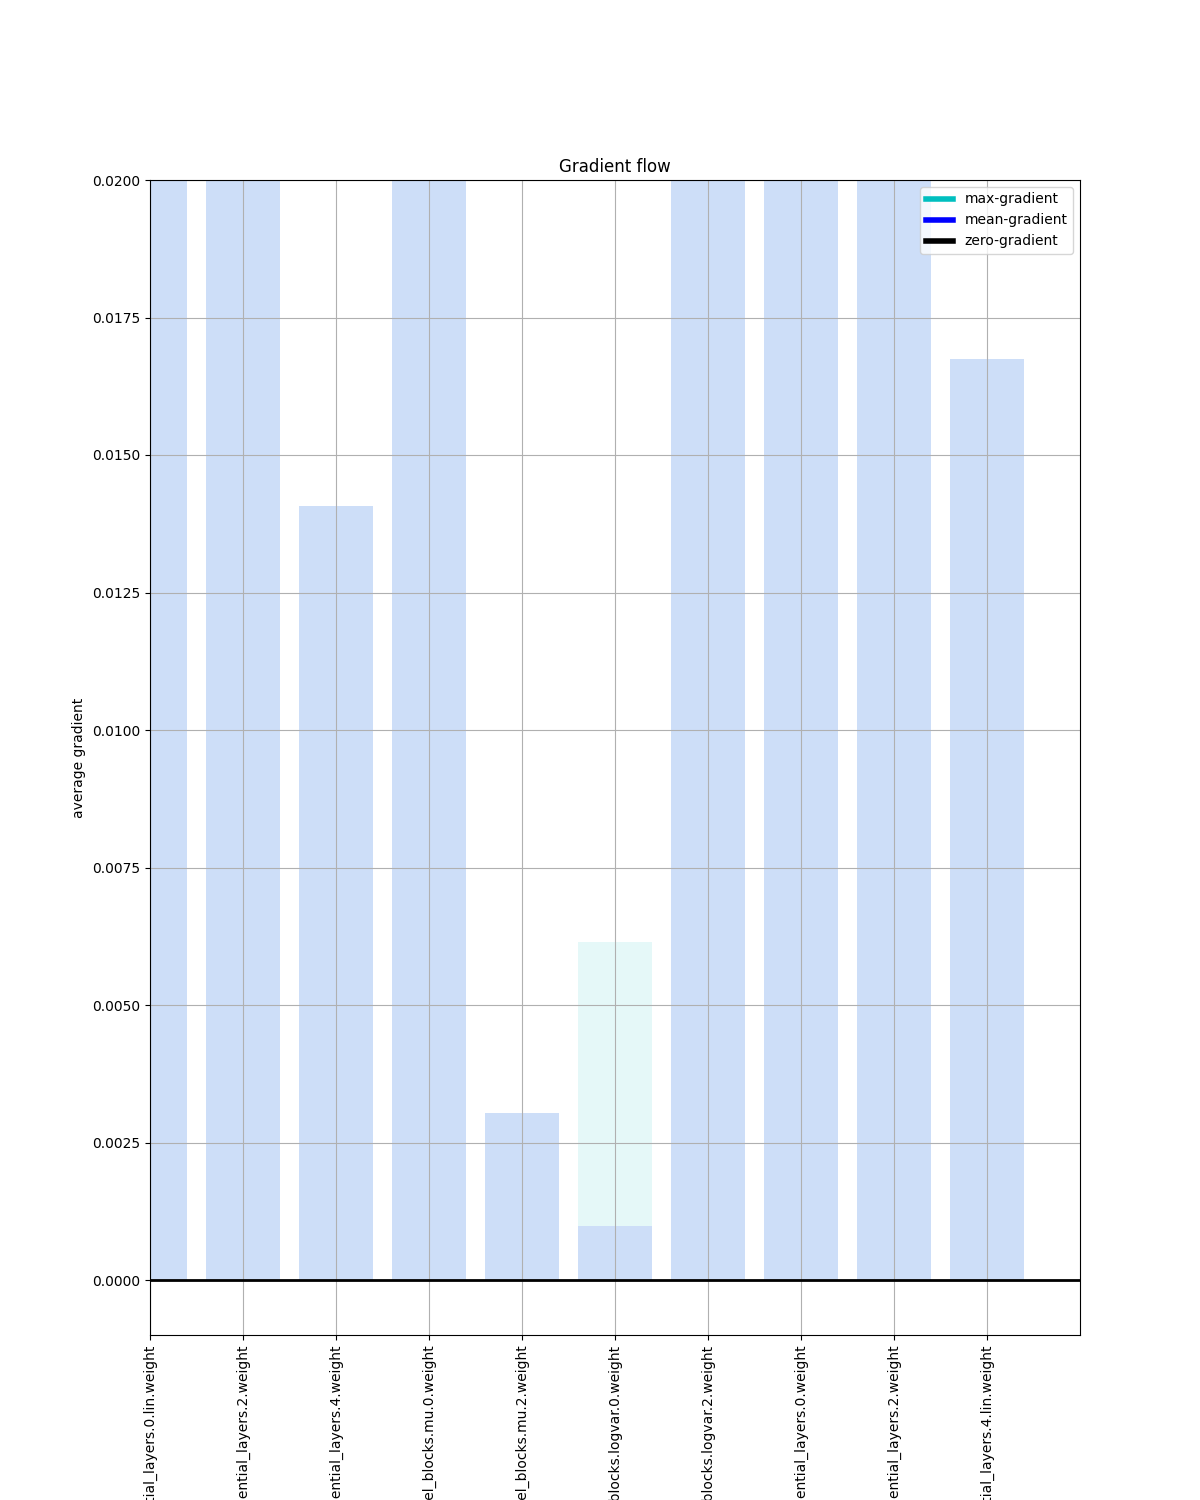 Gradient flow
max-gradient
mean-gradient
zero-gradient
0.0200
0.0175
0.0150
0.0125
0.0100
0.0075
0.0050
0.0025
0.0000
average gradient
tial_layers.0.lin.weight
ential_layers.2.weight
ential_layers.4.weight
el_blocks.mu.0.weight
el_blocks.mu.2.weight
blocks.logvar.0.weight
blocks.logvar.2.weight
ential_layers.0.weight
ential_layers.2.weight
tial_layers.4.lin.weight